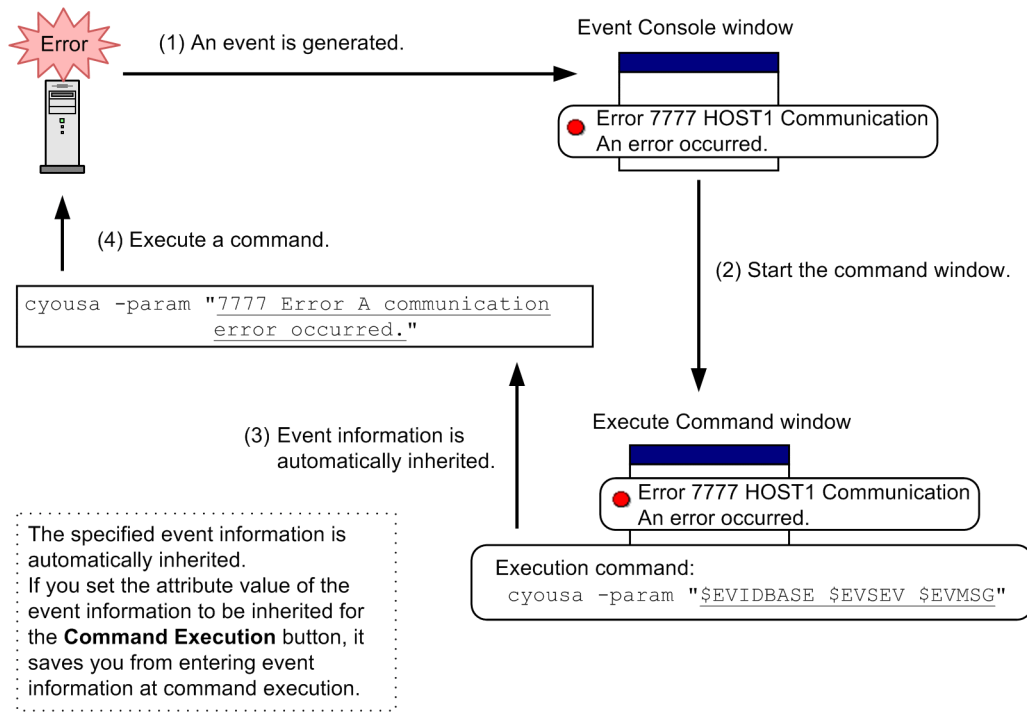 Error
(1) An event is generated.
Event Console window
Error 7777 HOST1 Communication
An error occurred.
(4) Execute a command.
(2) Start the command window.
cyousa -param "7777 Error A communication
error occurred."
(3) Event information is
automatically inherited.
Execute Command window
Error 7777 HOST1 Communication
An error occurred.
Execution command:
cyousa -param "$EVIDBASE $EVSEV $EVMSG"
The specified event information is
automatically inherited.
If you set the attribute value of the
event information to be inherited for
the Command Execution button, it
saves you from entering event
information at command execution.